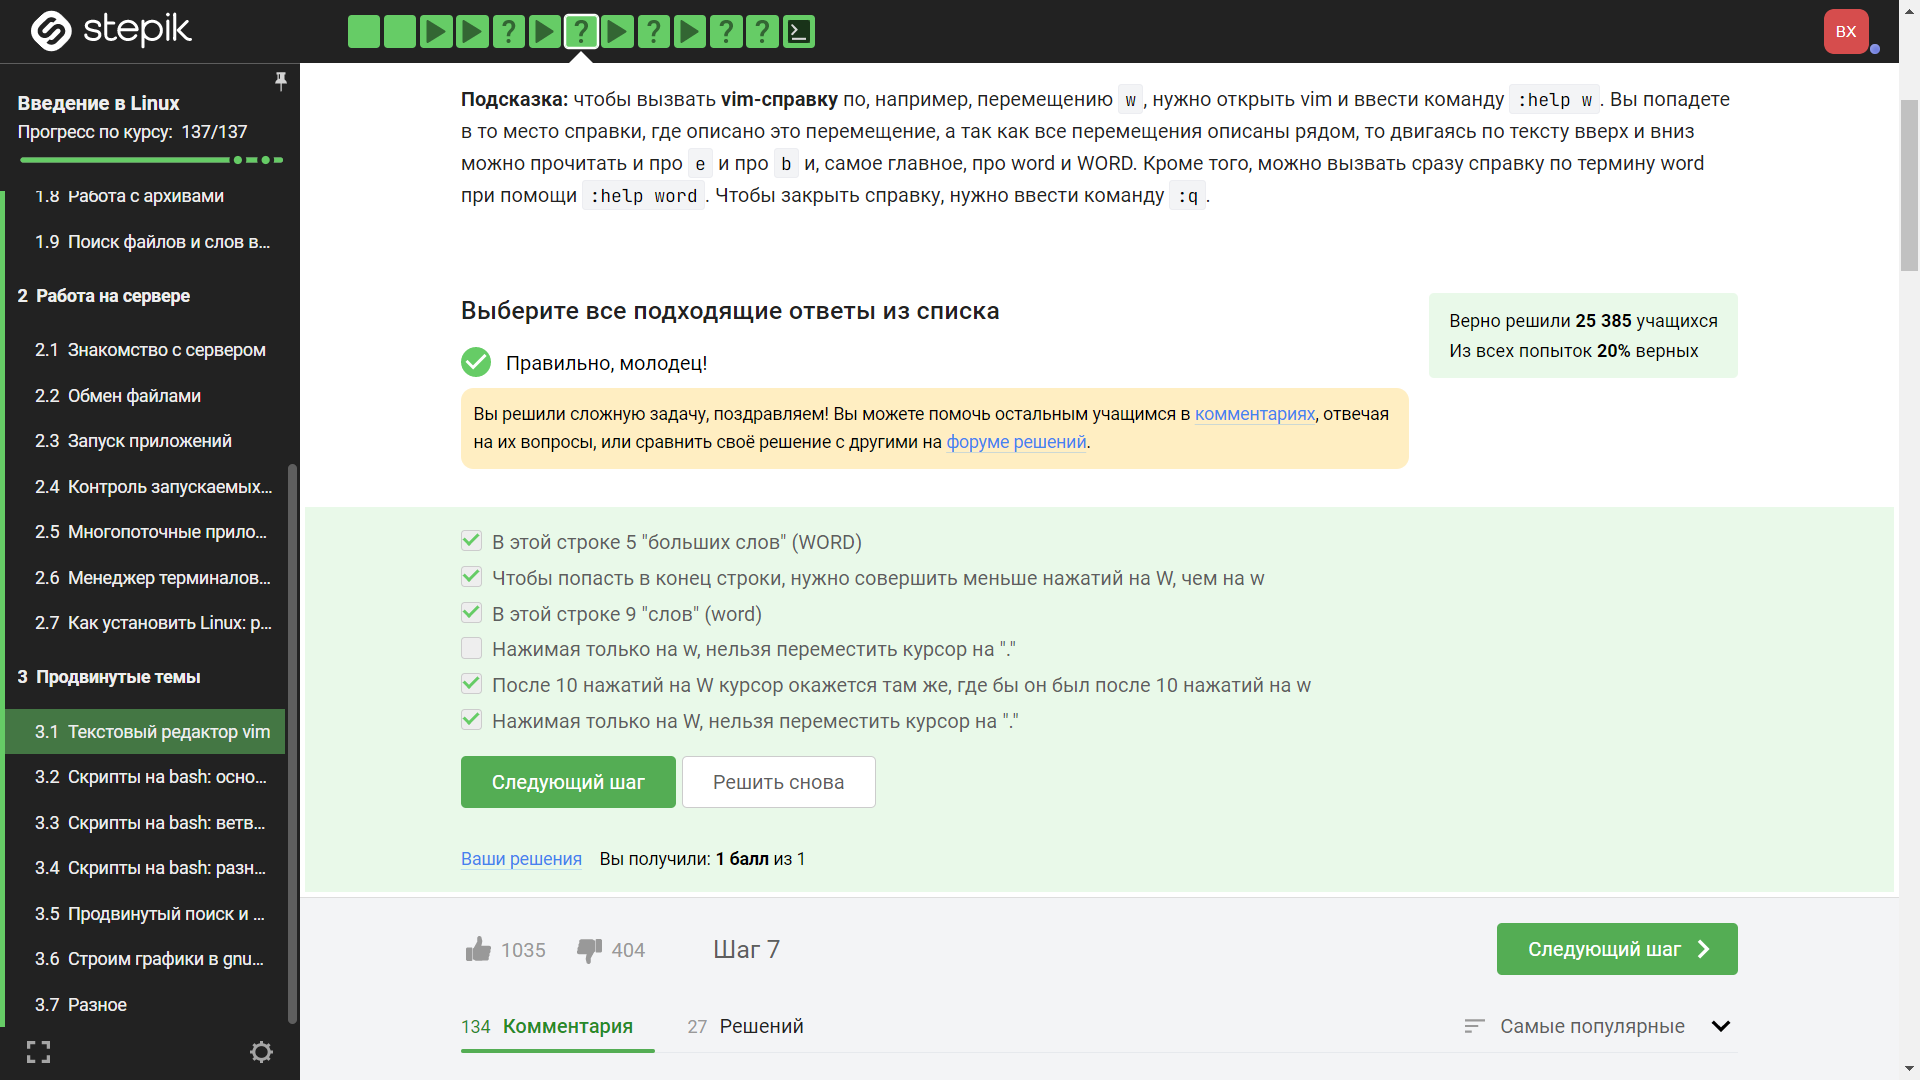 stepik
? ? ? ? ?
BX
Введение в Linux
Прогресс по курсу: 137/137
1.8 Работа с архивами
1.9 Поиск файлов и слов в...
2 Работа на сервере
2.1 Знакомство с сервером
2.2 Обмен файлами
2.3 Запуск приложений
2.4 Контроль запускаемых...
2.5 Многопоточные прило...
2.6 Менеджер терминалов...
2.7 Как установить Linux: р...
3 Продвинутые темы
3.1 Текстовый редактор vim
3.2 Скрипты на bash: осно...
3.3 Скрипты на bash: ветв...
3.4 Скрипты на bash: разн...
3.5 Продвинутый поиск и ...
3.6 Строим графики в gnu...
3.7 Разное
Подсказка: чтобы вызвать vim-справку по, например, перемещению w, нужно открыть vim и ввести команду :help w. Вы попадете
в то место справки, где описано это перемещение, а так как все перемещения описаны рядом, то двигаясь по тексту вверх и вниз
можно прочитать и про e и про b и, самое главное, про word и WORD. Кроме того, можно вызвать сразу справку по термину word
при помощи :help word. Чтобы закрыть справку, нужно ввести команду :q.
Выберите все подходящие ответы из списка
Верно решили 25 385 учащихся
Из всех попыток 20% верных
Правильно, молодец!
Вы решили сложную задачу, поздравляем! Вы можете помочь остальным учащимся в комментариях, отвечая
на их вопросы, или сравнить своё решение с другими на форуме решений.
В этой строке 5 "больших слов" (WORD)
Чтобы попасть в конец строки, нужно совершить меньше нажатий на W, чем на w
В этой строке 9 "слов" (word)
Нажимая только на w, нельзя переместить курсор на "."
После 10 нажатий на W курсор окажется там же, где бы он был после 10 нажатий на w
Нажимая только на W, нельзя переместить курсор на "."
Следующий шаг Решить снова
Ваши решения Вы получили: 1 балл из 1
1035 404 Шаг 7 Следующий шаг
134 Комментария 27 Решений Самые популярные